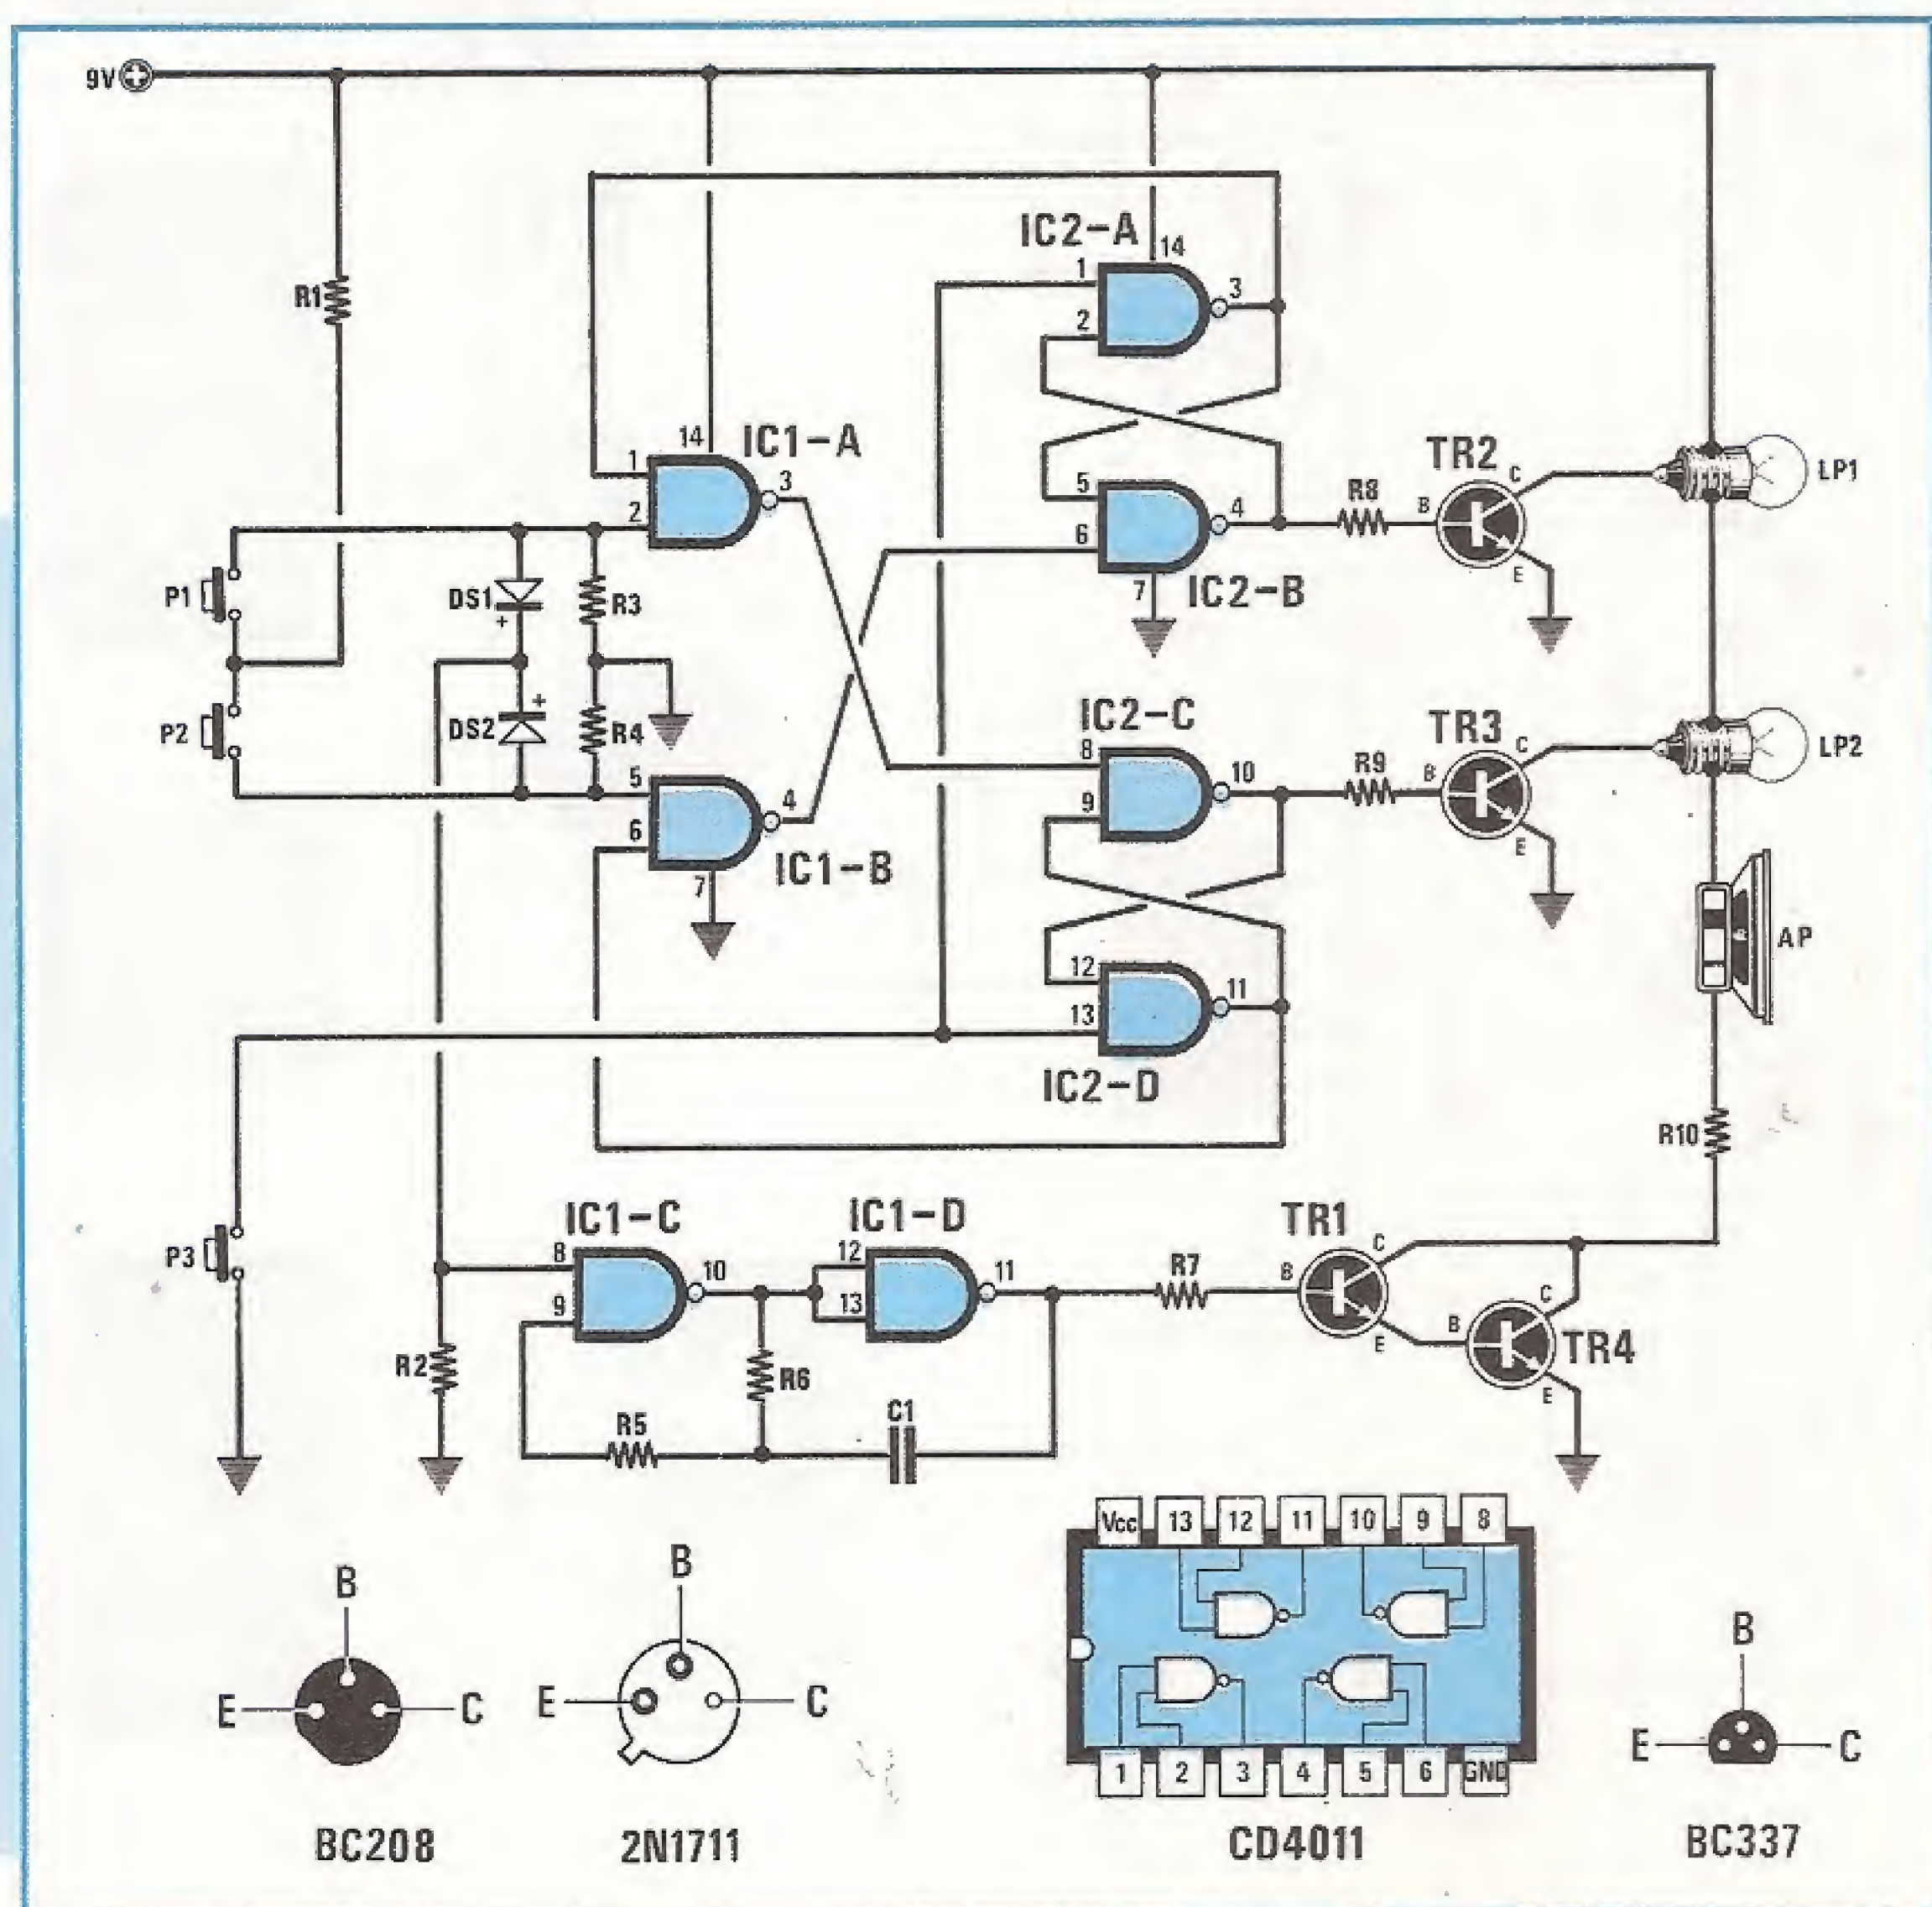 9V
R1
IC2-A
14
1
2
3
14
IC1-A
1
2
3
TR2
C
B
E
LP1
R8
5
6
4
7
IC2-B
P1
DS1
+
R3
P2
DS2
+
R4
IC2-C
8
9
10
TR3
R9
C
B
E
LP2
5
6
4
7
IC1-B
AP
12
13
11
IC2-D
R10
P3
IC1-C
8
9
10
IC1-D
12
13
11
R7
TR1
C
B
E
C
B
E
TR4
R2
R6
R5
C1
Vcc 13 12 11 10 9 8
1 2 3 4 5 6 GND
B
E C
BC208
B
E C
2N1711
CD4011
B
E C
BC337